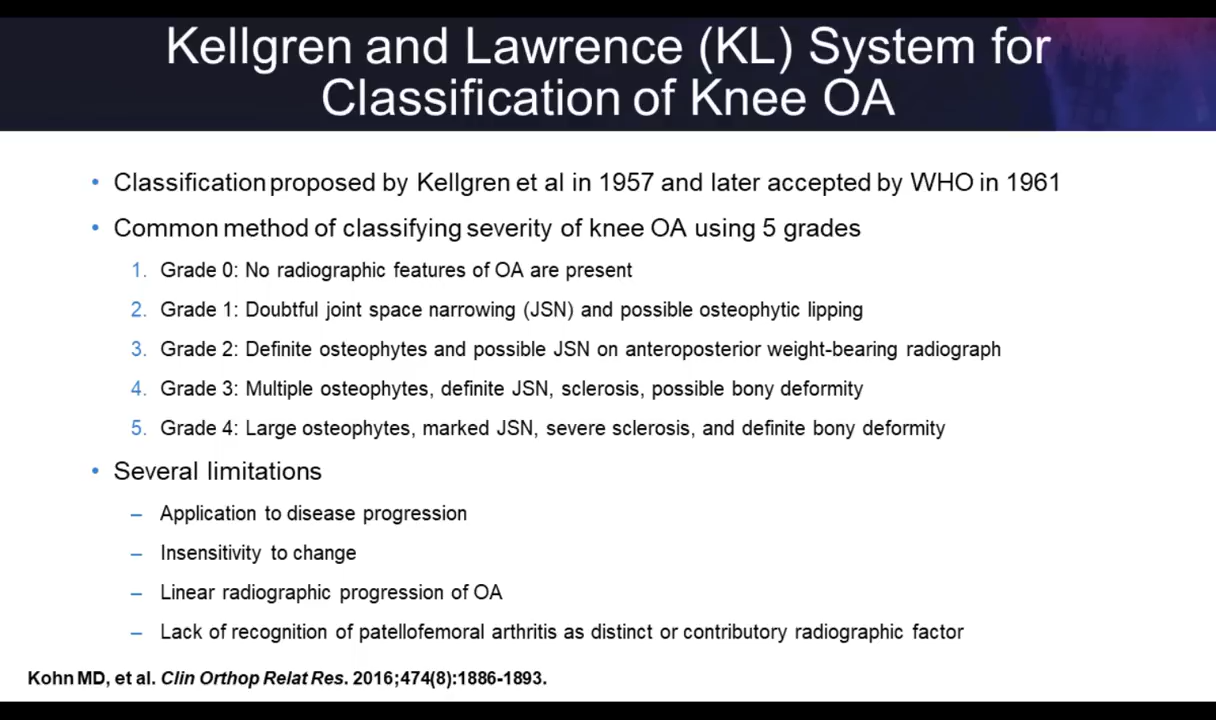 Kellgren and Lawrence (KL) System for
Classification of Knee OA
• Classification proposed by Kellgren et al in 1957 and later accepted by WHO in 1961
• Common method of classifying severity of knee OA using 5 grades
1. Grade 0: No radiographic features of OA are present
2. Grade 1: Doubtful joint space narrowing (JSN) and possible osteophytic lipping
3. Grade 2: Definite osteophytes and possible JSN on anteroposterior weight-bearing radiograph
4. Grade 3: Multiple osteophytes, definite JSN, sclerosis, possible bony deformity
5. Grade 4: Large osteophytes, marked JSN, severe sclerosis, and definite bony deformity
• Several limitations
– Application to disease progression
– Insensitivity to change
– Linear radiographic progression of OA
– Lack of recognition of patellofemoral arthritis as distinct or contributory radiographic factor
Kohn MD, et al. Clin Orthop Relat Res. 2016;474(8):1886-1893.